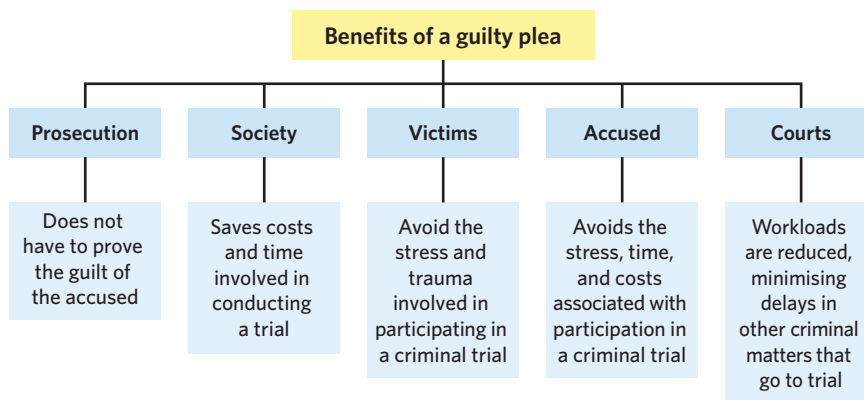 Benefits of a guilty plea
Prosecution
Society
Victims
Accused
Courts
Does not
have to prove
the guilt of
the accused
Saves costs
and time
involved in
conducting
a trial
Avoid the
stress and
trauma
involved in
participating in
a criminal trial
Avoids the
stress, time,
and costs
associated with
participation in
a criminal trial
Workloads
are reduced,
minimising
delays in
other criminal
matters that
go to trial